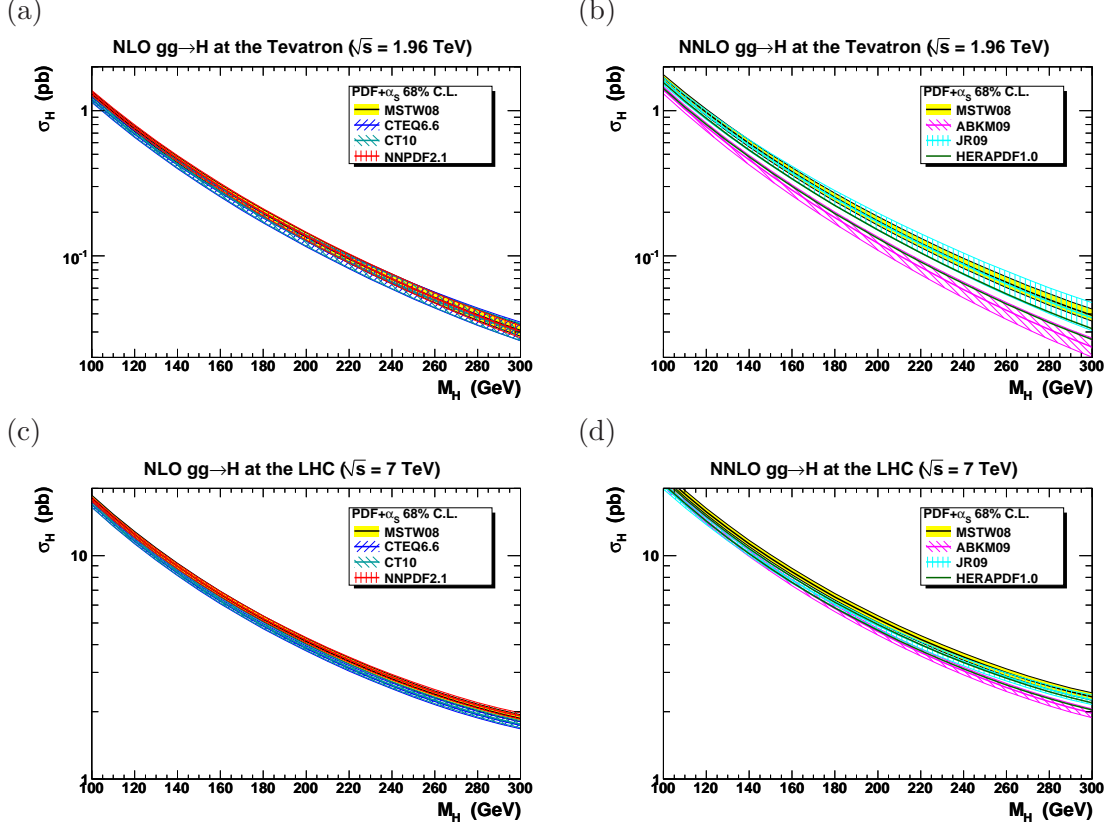 (a)
NLO gg→H at the Tevatron (√s = 1.96 TeV)
σH (pb)
1
10-1
PDF+αS 68% C.L.
MSTW08
CTEQ6.6
CT10
NNPDF2.1
100 120 140 160 180 200 220 240 260 280 300
MH (GeV)
(b)
NNLO gg→H at the Tevatron (√s = 1.96 TeV)
σH (pb)
1
10-1
PDF+αS 68% C.L.
MSTW08
ABKM09
JR09
HERAPDF1.0
100 120 140 160 180 200 220 240 260 280 300
MH (GeV)
(c)
NLO gg→H at the LHC (√s = 7 TeV)
σH (pb)
10
1
PDF+αS 68% C.L.
MSTW08
CTEQ6.6
CT10
NNPDF2.1
100 120 140 160 180 200 220 240 260 280 300
MH (GeV)
(d)
NNLO gg→H at the LHC (√s = 7 TeV)
σH (pb)
10
1
PDF+αS 68% C.L.
MSTW08
ABKM09
JR09
HERAPDF1.0
100 120 140 160 180 200 220 240 260 280 300
MH (GeV)